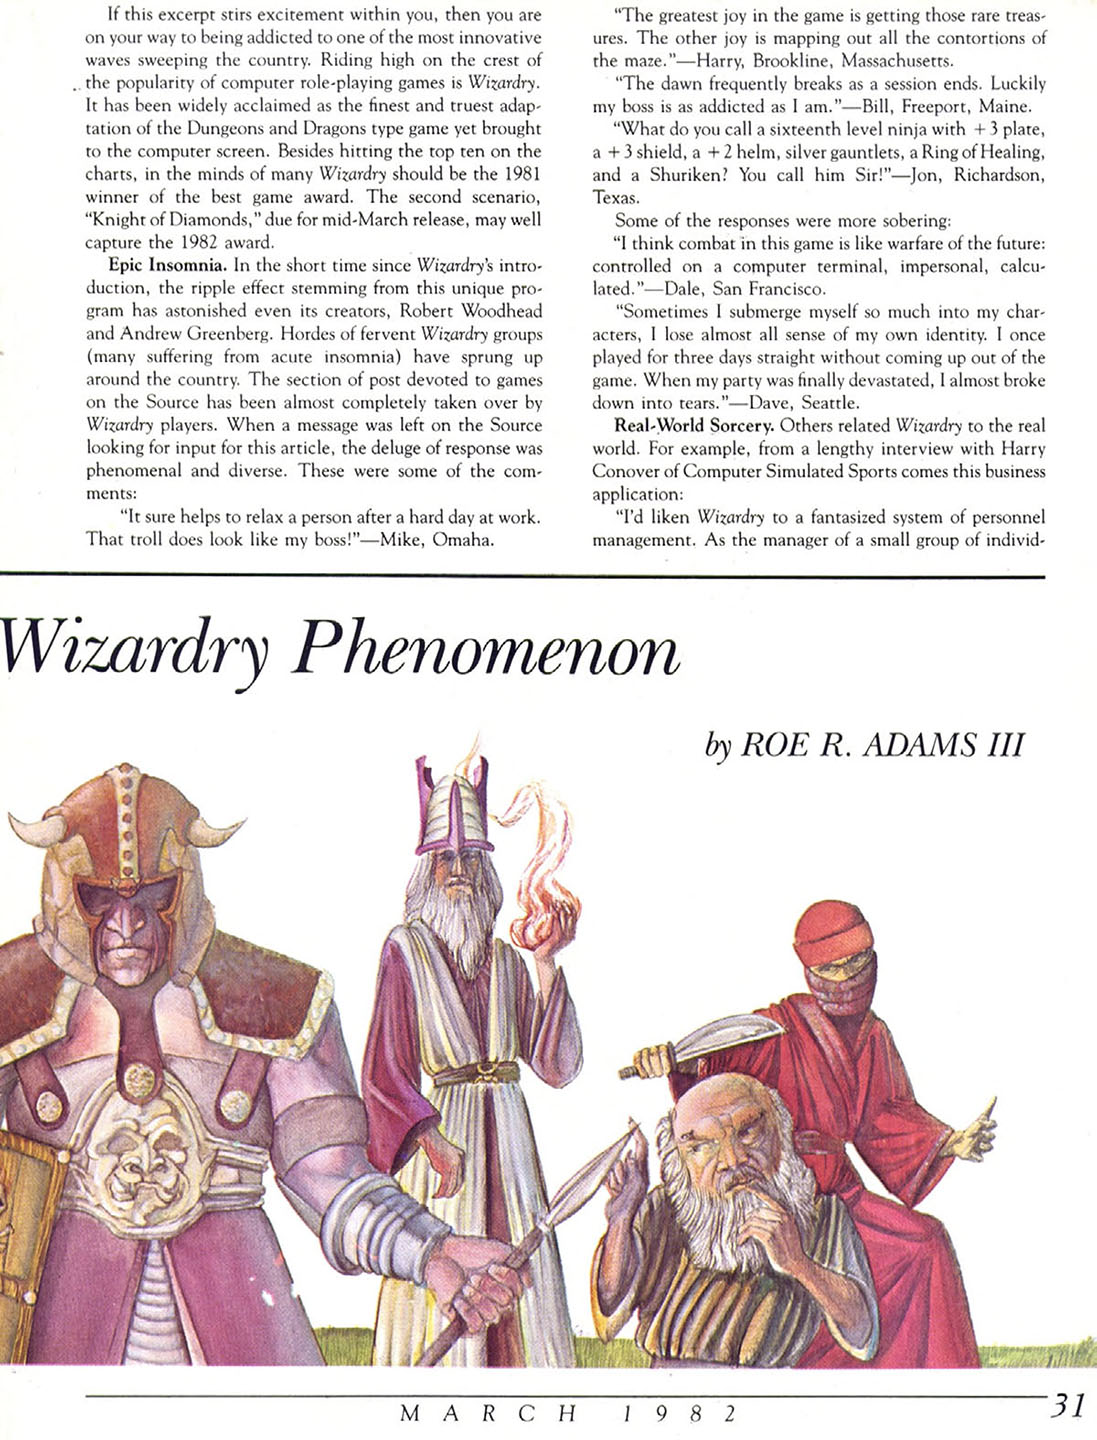 If this excerpt stirs excitement within you, then you are
on your way to being addicted to one of the most innovative
waves sweeping the country. Riding high on the crest of
the popularity of computer role-playing games is Wizardry.
It has been widely acclaimed as the finest and truest adap-
tation of the Dungeons and Dragons type game yet brought
to the computer screen. Besides hitting the top ten on the
charts, in the minds of many Wizardry should be the 1981
winner of the best game award. The second scenario,
“Knight of Diamonds,” due for mid-March release, may well
capture the 1982 award.
Epic Insomnia. In the short time since Wizardry's intro-
duction, the ripple effect stemming from this unique pro-
gram has astonished even its creators, Robert Woodhead
and Andrew Greenberg. Hordes of fervent Wizardry groups
(many suffering from acute insomnia) have sprung up
around the country. The section of post devoted to games
on the Source has been almost completely taken over by
Wizardry players. When a message was left on the Source
looking for input for this article, the deluge of response was
phenomenal and diverse. These were some of the com-
ments:
“It sure helps to relax a person after a hard day at work.
That troll does look like my boss!”—Mike, Omaha.
“The greatest joy in the game is getting those rare treas-
ures. The other joy is mapping out all the contortions of
the maze.”—Harry, Brookline, Massachusetts.
“The dawn frequently breaks as a session ends. Luckily
my boss is as addicted as I am.”—Bill, Freeport, Maine.
“What do you call a sixteenth level ninja with +3 plate,
a +3 shield, a +2 helm, silver gauntlets, a Ring of Healing,
and a Shuriken? You call him Sir!”—Jon, Richardson,
Texas.
Some of the responses were more sobering:
“I think combat in this game is like warfare of the future:
controlled on a computer terminal, impersonal, calcu-
lated.”—Dale, San Francisco.
“Sometimes I submerge myself so much into my char-
acters, I lose almost all sense of my own identity. I once
played for three days straight without coming up out of the
game. When my party was finally devastated, I almost broke
down into tears.”—Dave, Seattle.
Real-World Sorcery. Others related Wizardry to the real
world. For example, from a lengthy interview with Harry
Conover of Computer Simulated Sports comes this business
application:
“I'd liken Wizardry to a fantasized system of personnel
management. As the manager of a small group of individ-
Wizardry Phenomenon
by ROE R. ADAMS III
MARCH 1982
31